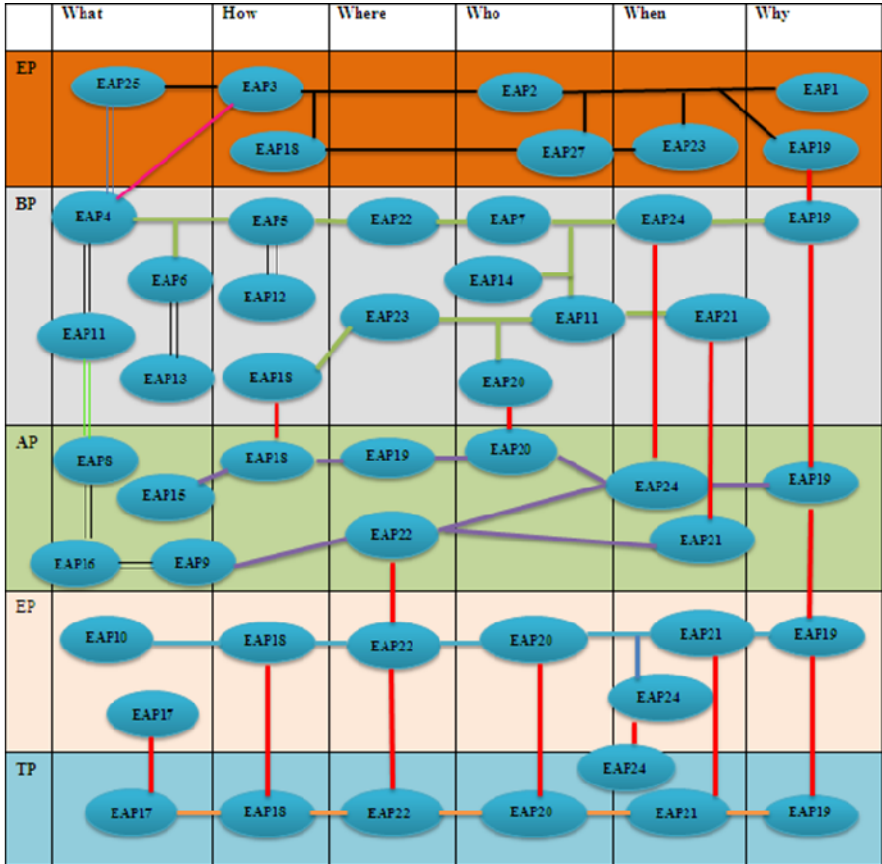 What How Where Who When Why
EP
EAP25 EAP3 EAP2 EAP1
EAP18 EAP27 EAP23 EAP19
BP
EAP4 EAP5 EAP22 EAP7 EAP24 EAP19
EAP6 EAP12 EAP14
EAP11 EAP23 EAP11 EAP21
EAP13 EAP18 EAP20
AP
EAP8 EAP18 EAP19 EAP20 EAP24 EAP19
EAP15
EAP16 EAP9 EAP22 EAP21
EP
EAP10 EAP18 EAP22 EAP20 EAP21 EAP19
EAP17 EAP24
TP
EAP24
EAP17 EAP18 EAP22 EAP20 EAP21 EAP19